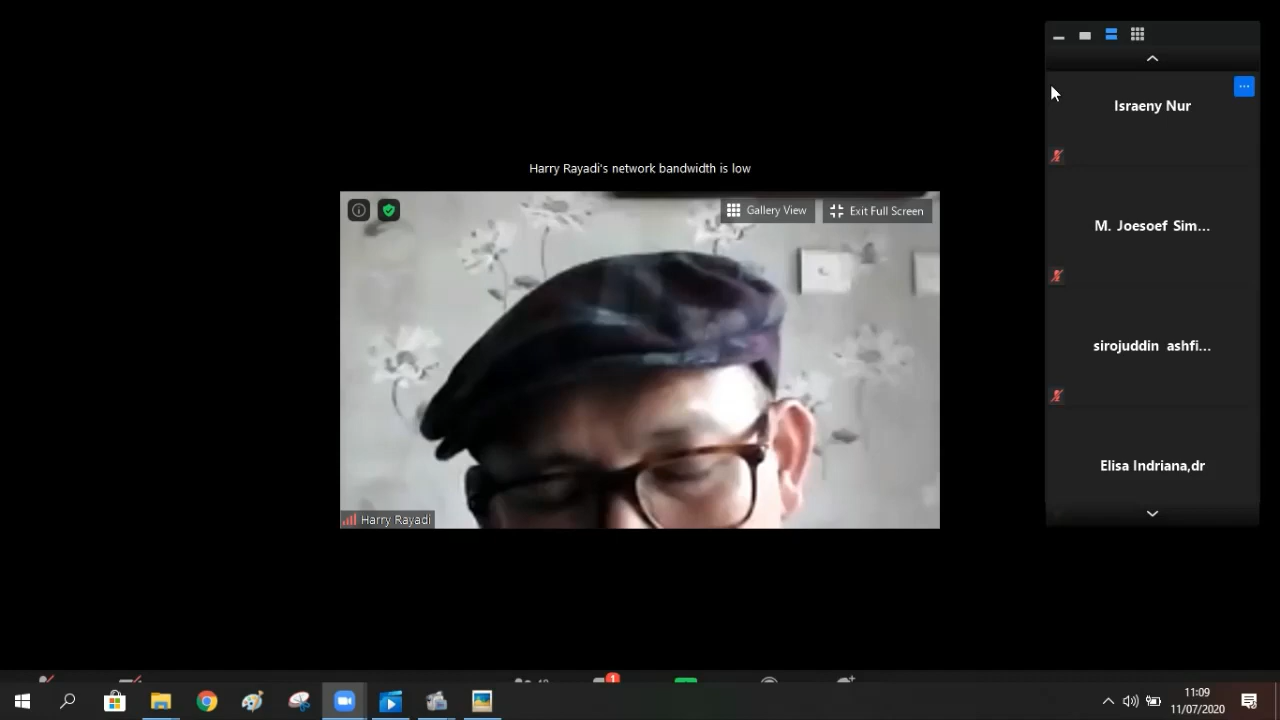 Harry Rayadi's network bandwidth is low
Gallery View
Exit Full Screen
Harry Rayadi
Israeny Nur
M. Joesoef Sim...
sirojuddin ashfi...
Elisa Indriana,dr
1
11:09
11/07/2020